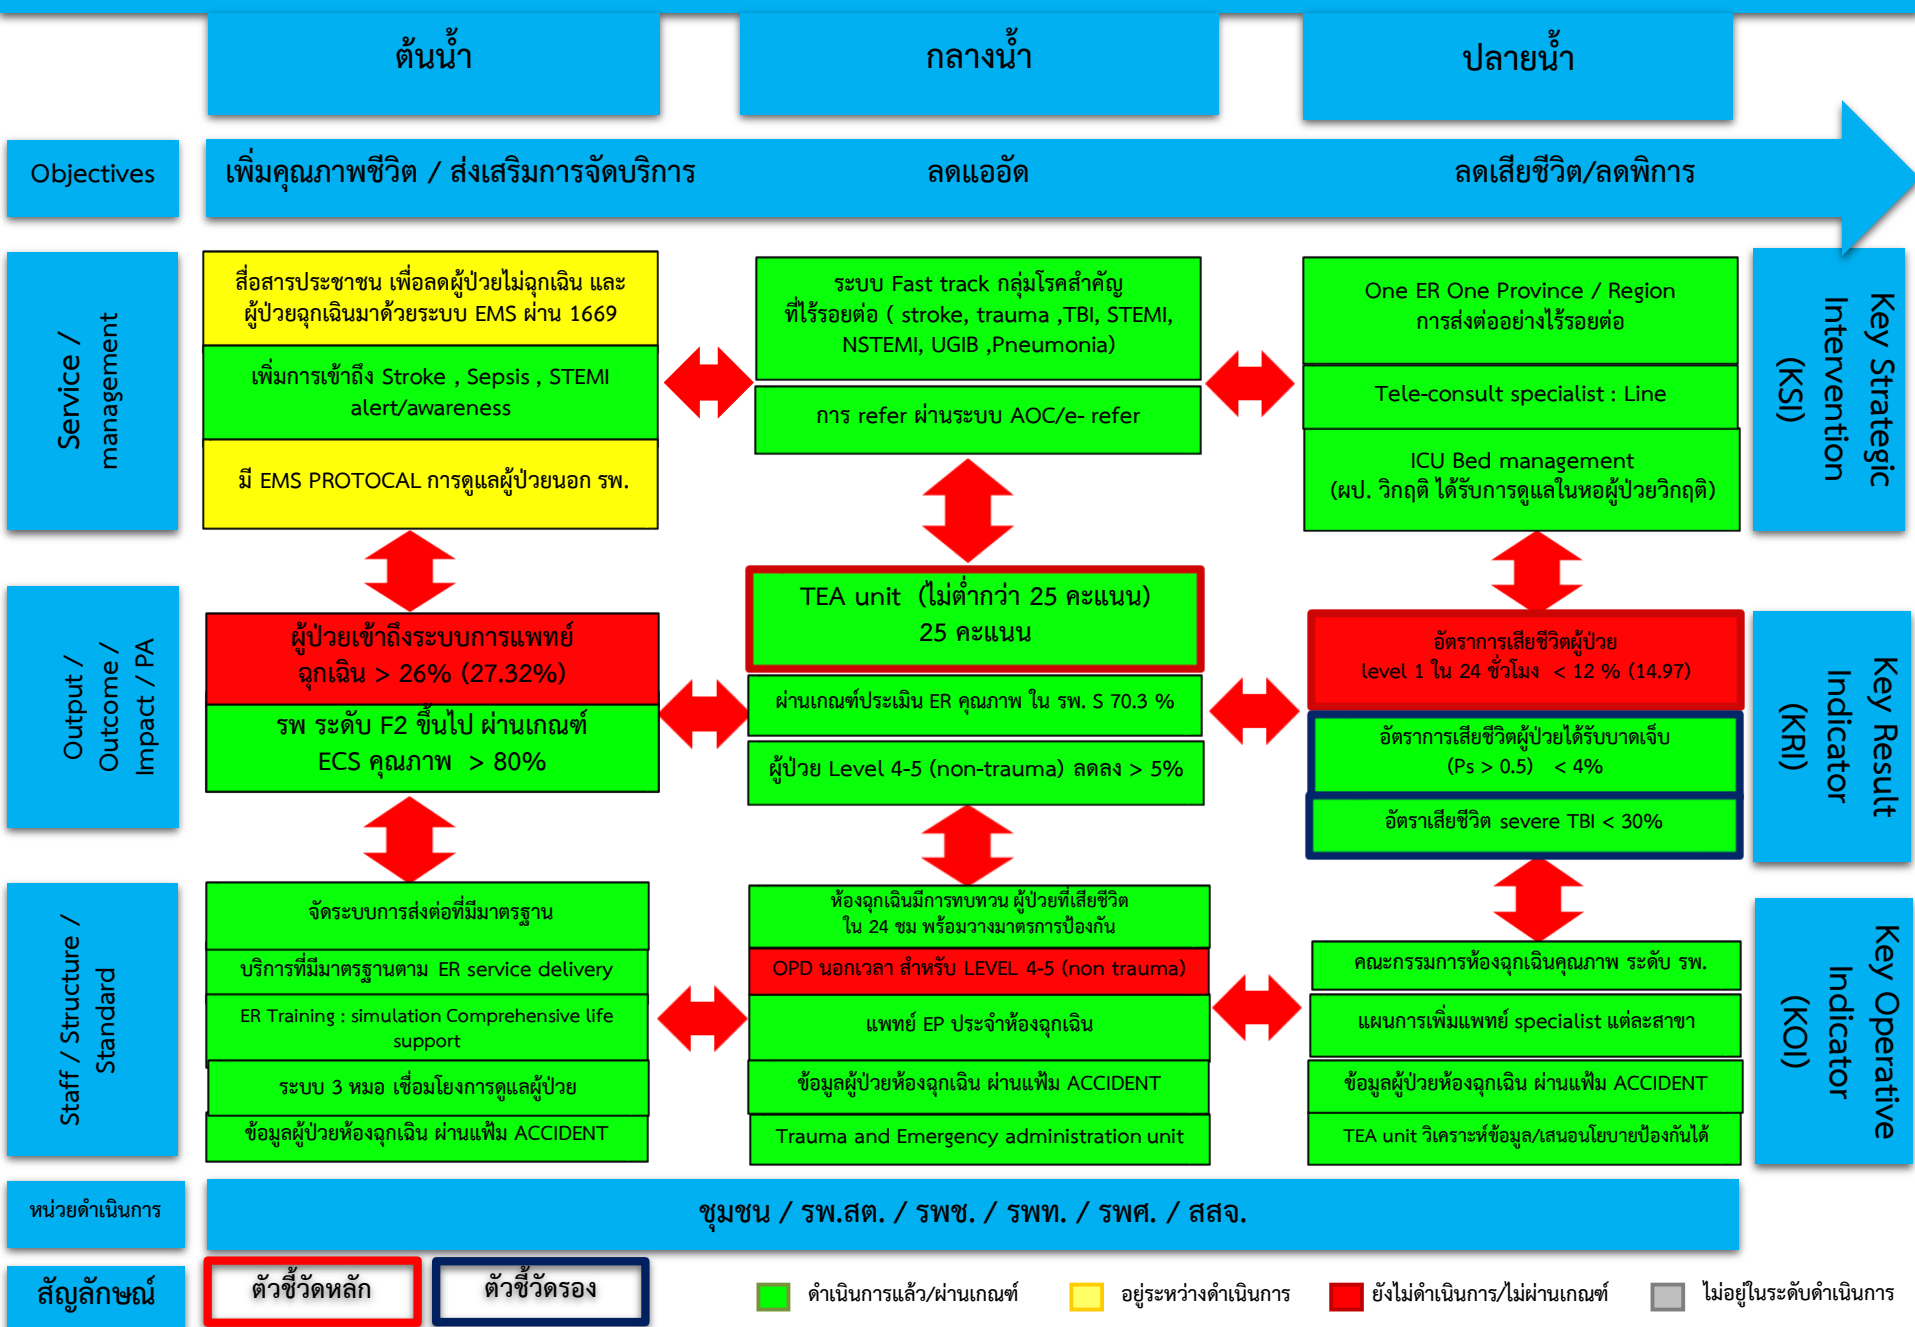 ต้นน้ำ
กลางน้ำ
ปลายน้ำ
Objectives
เพิ่มคุณภาพชีวิต / ส่งเสริมการจัดบริการ
ลดแออัด
ลดเสียชีวิต/ลดพิการ
Service /
management
สื่อสารประชาชน เพื่อลดผู้ป่วยไม่ฉุกเฉิน และ
ผู้ป่วยฉุกเฉินมาด้วยระบบ EMS ผ่าน 1669
เพิ่มการเข้าถึง Stroke , Sepsis , STEMI
alert/awareness
มี EMS PROTOCAL การดูแลผู้ป่วยนอก รพ.
ระบบ Fast track กลุ่มโรคสำคัญ
ที่ไร้รอยต่อ ( stroke, trauma ,TBI, STEMI,
NSTEMI, UGIB ,Pneumonia)
การ refer ผ่านระบบ AOC/e- refer
One ER One Province / Region
การส่งต่ออย่างไร้รอยต่อ
Tele-consult specialist : Line
ICU Bed management
(ผป. วิกฤติ ได้รับการดูแลในหอผู้ป่วยวิกฤติ)
Key Strategic
Intervention
(KSI)
Output /
Outcome /
Impact / PA
ผู้ป่วยเข้าถึงระบบการแพทย์
ฉุกเฉิน > 26% (27.32%)
รพ ระดับ F2 ขึ้นไป ผ่านเกณฑ์
ECS คุณภาพ > 80%
TEA unit (ไม่ต่ำกว่า 25 คะแนน)
25 คะแนน
ผ่านเกณฑ์ประเมิน ER คุณภาพ ใน รพ. S 70.3 %
ผู้ป่วย Level 4-5 (non-trauma) ลดลง > 5%
อัตราการเสียชีวิตผู้ป่วย
level 1 ใน 24 ชั่วโมง < 12 % (14.97)
อัตราการเสียชีวิตผู้ป่วยได้รับบาดเจ็บ
(Ps > 0.5) < 4%
อัตราเสียชีวิต severe TBI < 30%
Key Result
Indicator
(KRI)
Staff / Structure /
Standard
จัดระบบการส่งต่อที่มีมาตรฐาน
บริการที่มีมาตรฐานตาม ER service delivery
ER Training : simulation Comprehensive life
support
ระบบ 3 หมอ เชื่อมโยงการดูแลผู้ป่วย
ข้อมูลผู้ป่วยห้องฉุกเฉิน ผ่านแฟ้ม ACCIDENT
ห้องฉุกเฉินมีการทบทวน ผู้ป่วยที่เสียชีวิต
ใน 24 ชม พร้อมวางมาตรการป้องกัน
OPD นอกเวลา สำหรับ LEVEL 4-5 (non trauma)
แพทย์ EP ประจำห้องฉุกเฉิน
ข้อมูลผู้ป่วยห้องฉุกเฉิน ผ่านแฟ้ม ACCIDENT
Trauma and Emergency administration unit
คณะกรรมการห้องฉุกเฉินคุณภาพ ระดับ รพ.
แผนการเพิ่มแพทย์ specialist แต่ละสาขา
ข้อมูลผู้ป่วยห้องฉุกเฉิน ผ่านแฟ้ม ACCIDENT
TEA unit วิเคราะห์ข้อมูล/เสนอนโยบายป้องกันได้
Key Operative
Indicator
(KOI)
หน่วยดำเนินการ
ชุมชน / รพ.สต. / รพช. / รพท. / รพศ. / สสจ.
สัญลักษณ์
ตัวชี้วัดหลัก
ตัวชี้วัดรอง
ดำเนินการแล้ว/ผ่านเกณฑ์
อยู่ระหว่างดำเนินการ
ยังไม่ดำเนินการ/ไม่ผ่านเกณฑ์
ไม่อยู่ในระดับดำเนินการ